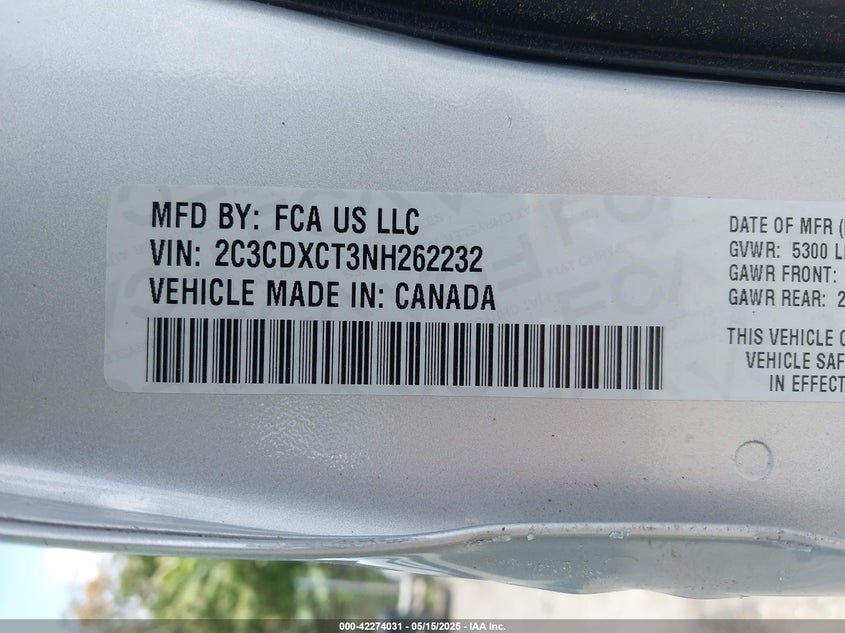 MFD BY: FCA US LLC
VIN: 2C3CDXCT3NH262232
VEHICLE MADE IN: CANADA
DATE OF MFR
GVWR: 5300
GAWR FRONT:
GAWR REAR: 2
THIS VEHICLE
VEHICLE
IN EFFECT
000-42274031 - 05/15/2025 - IAA Inc.